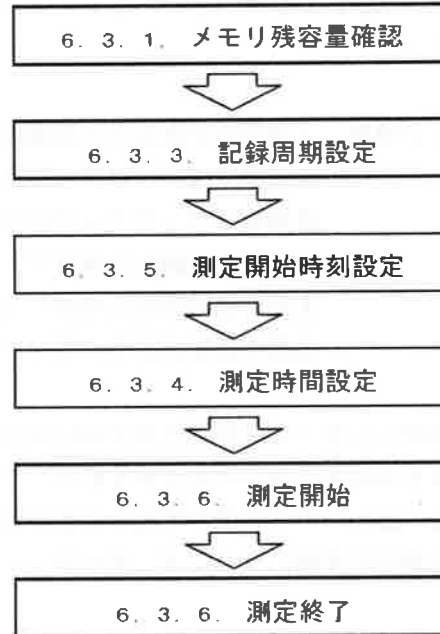 6.3.1. メモリ残容量確認
6.3.3. 記録周期設定
6.3.5. 測定開始時刻設定
6.3.4. 測定時間設定
6.3.6. 測定開始
6.3.6. 測定終了